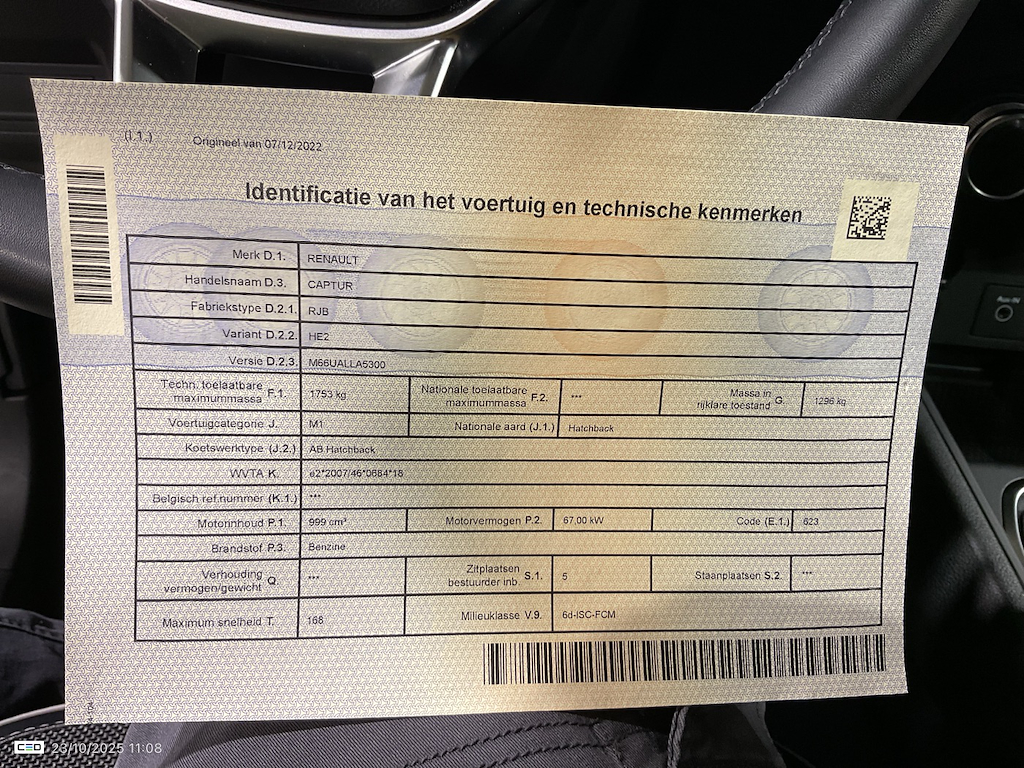 (I.1.) Origineel van 07/12/2022
Identificatie van het voertuig en technische kenmerken
Merk D.1. RENAULT
Handelsnaam D.3. CAPTUR
Fabriekstype D.2.1. RJB
Variant D.2.2. HE2
Versie D.2.3. M66UALLA5300
Techn. toelaatbare maximummassa F.1. 1753 kg Nationale toelaatbare maximummassa F.2. *** Massa in rijklare toestand G. 1296 kg
Voertuigcategorie J. M1 Nationale aard (J.1.) Hatchback
Koetswerktype (J.2.) AB Hatchback
WVTA K. e2*2007/46*0684*18
Belgisch ref.nummer (K.1.) ***
Motorinhoud P.1. 999 cm³ Motorvermogen P.2. 67,00 kW Code (E.1.) 623
Brandstof P.3. Benzine
Verhouding vermogen/gewicht Q. *** Zitplaatsen bestuurder inb. S.1. 5 Staanplaatsen S.2. ***
Maximum snelheid T. 168 Milieuklasse V.9. 6d-ISC-FCM
CEO 23/10/2025 11:08